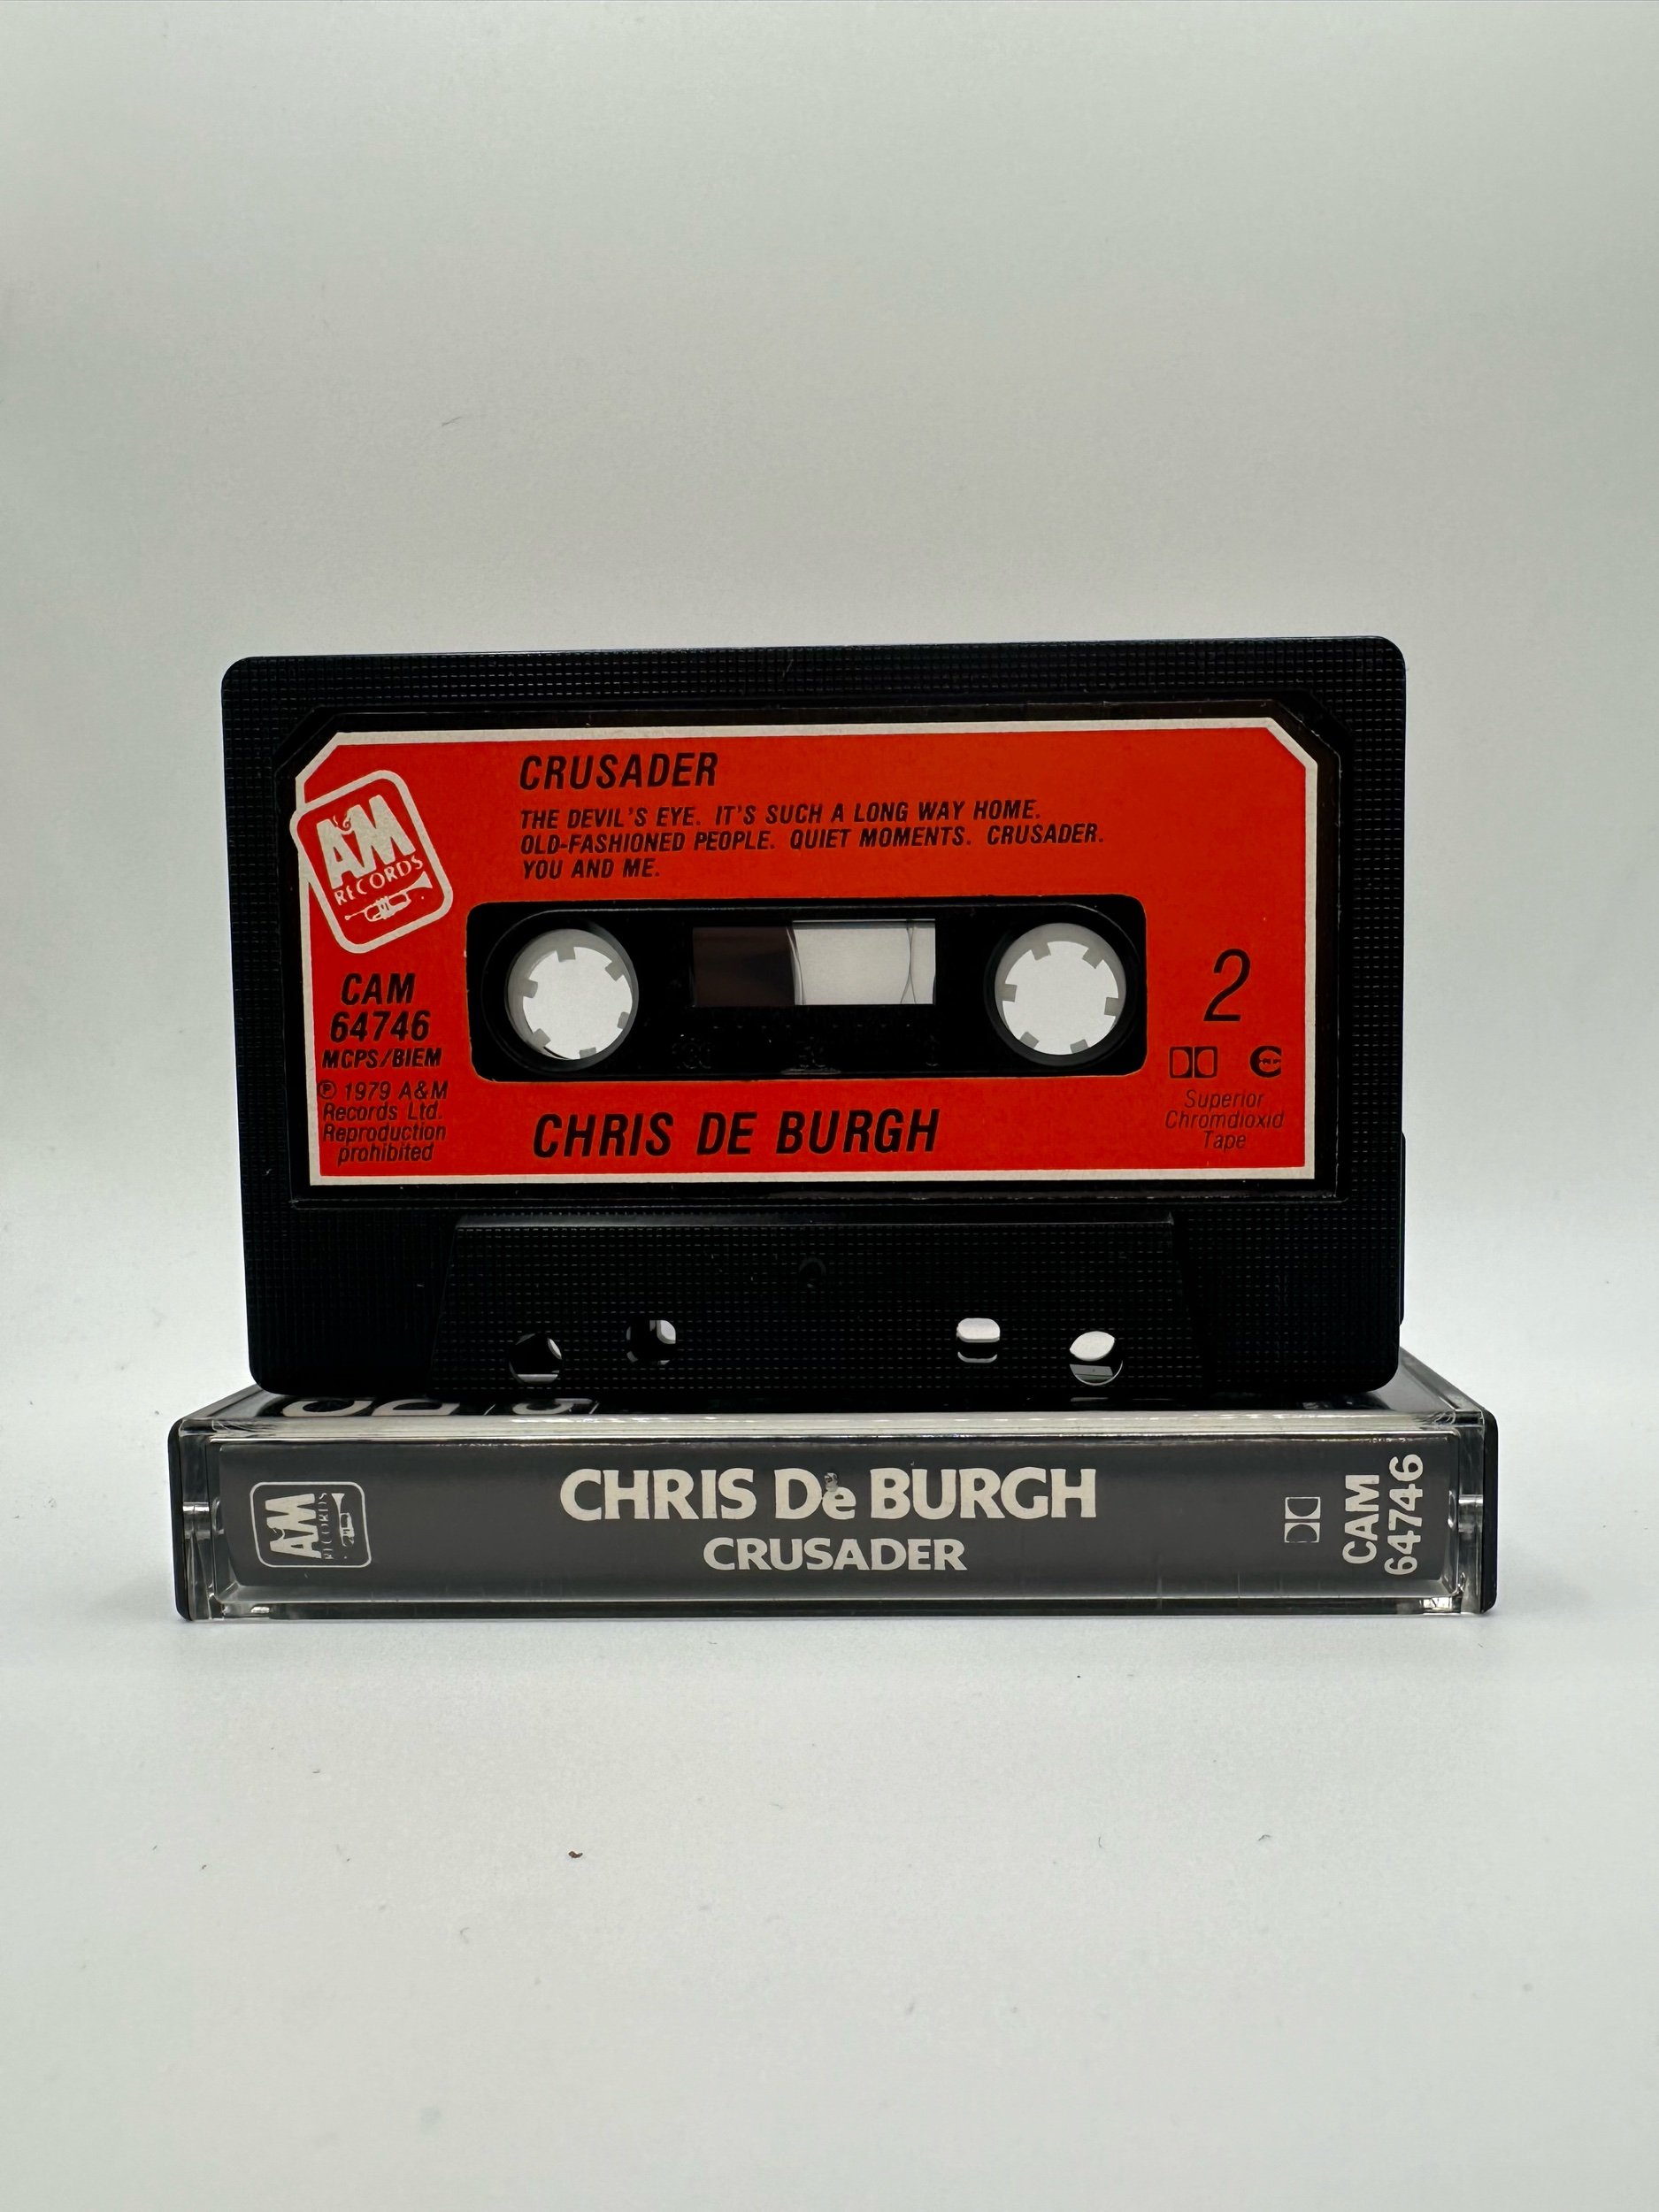 CRUSADER
THE DEVIL'S EYE. IT'S SUCH A LONG WAY HOME.
OLD-FASHIONED PEOPLE. QUIET MOMENTS. CRUSADER.
YOU AND ME.
A&M
RECORDS
CAM
64746
MCPS/BIEM
℗ 1979 A&M
Records Ltd.
Reproduction
prohibited
2
Superior
Chromdioxid
Tape
CHRIS DE BURGH
A&M
RECORDS
CHRIS De BURGH
CRUSADER
CAM
64746